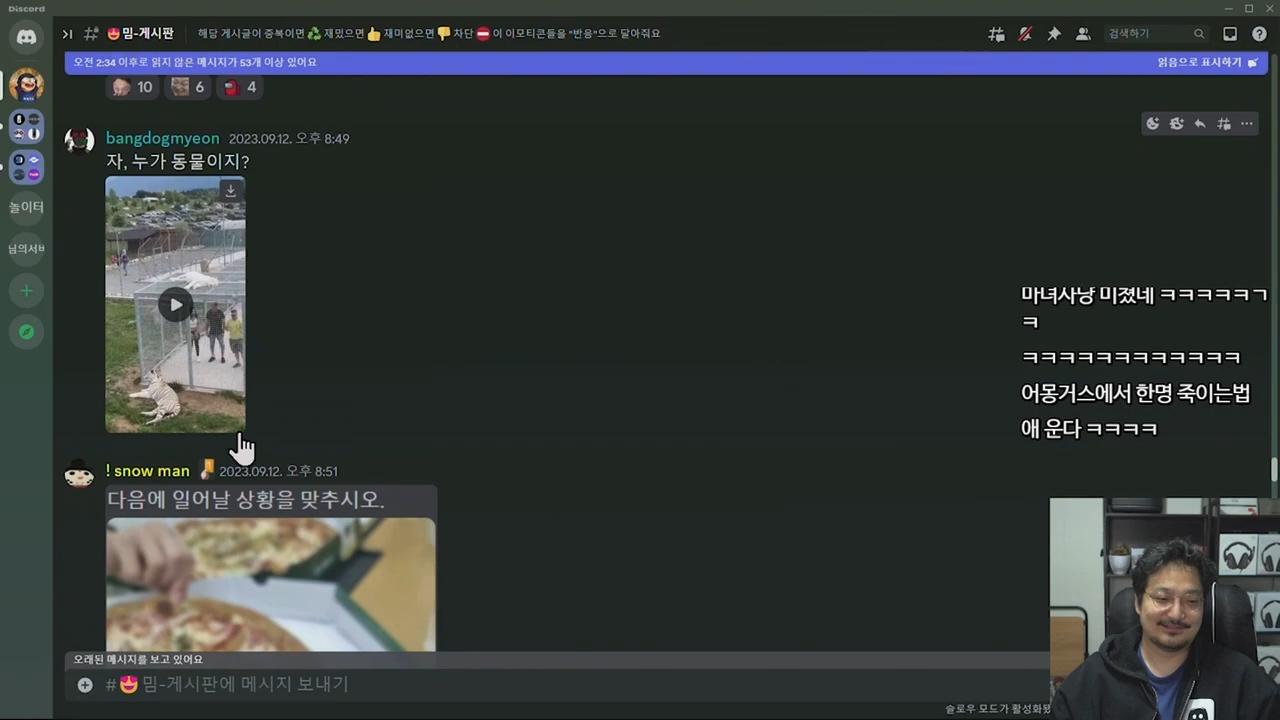 Discord
😍밈-게시판
해당 게시글이 중복이면♻️ 재밌으면👍 재미없으면👎 차단⛔ 이 이모티콘들을 "반응"으로 달아줘요
검색하기
오전 2:34 이후로 읽지 않은 메시지가 53개 이상 있어요
읽음으로 표시하기
10
6
4
bangdogmyeon 2023.09.12. 오후 8:49
자, 누가 동물이지?
놀이터
님의서버
마녀사냥 미졌네 ㅋㅋㅋㅋㅋㅋ
ㅋ
ㅋㅋㅋㅋㅋㅋㅋㅋㅋㅋㅋㅋ
어몽거스에서 한명 죽이는법
애 운다 ㅋㅋㅋㅋ
! snow man 2023.09.12. 오후 8:51
다음에 일어날 상황을 맞추시오.
오래된 메시지를 보고 있어요
#😍밈-게시판에 메시지 보내기
슬로우 모드가 활성화됐